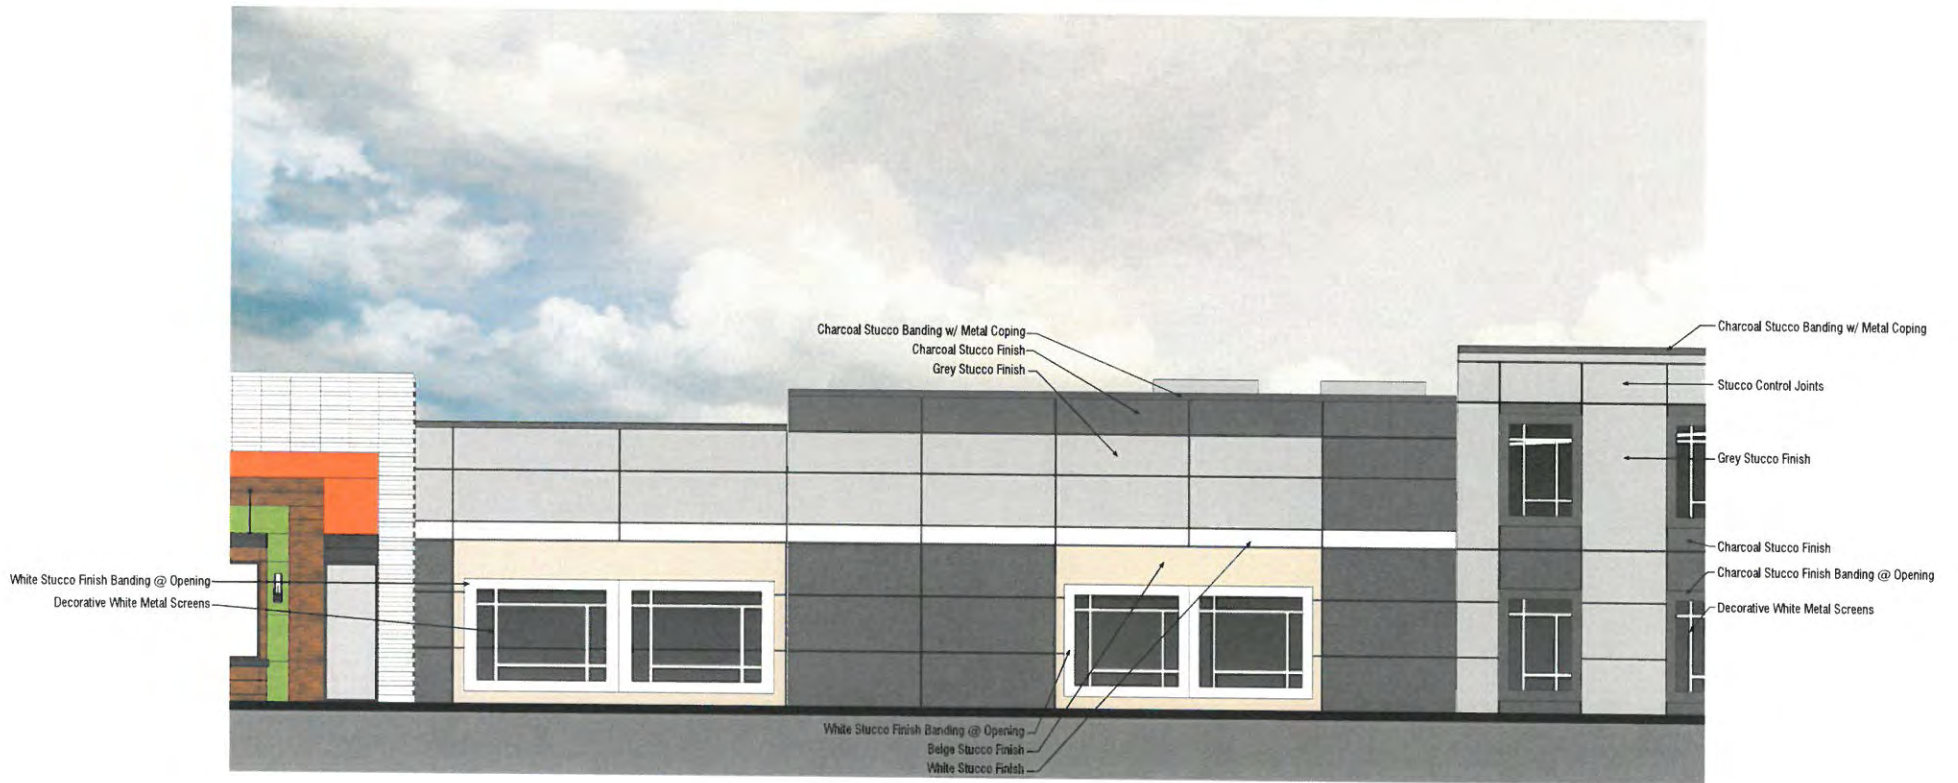 Charcoal Stucco Banding w/ Metal Coping
Charcoal Stucco Finish
Grey Stucco Finish
Charcoal Stucco Banding w/ Metal Coping
Stucco Control Joints
Grey Stucco Finish
Charcoal Stucco Finish
Charcoal Stucco Finish Banding @ Opening
Decorative White Metal Screens
White Stucco Finish Banding @ Opening
Decorative White Metal Screens
White Stucco Finish Banding @ Opening
Beige Stucco Finish
White Stucco Finish